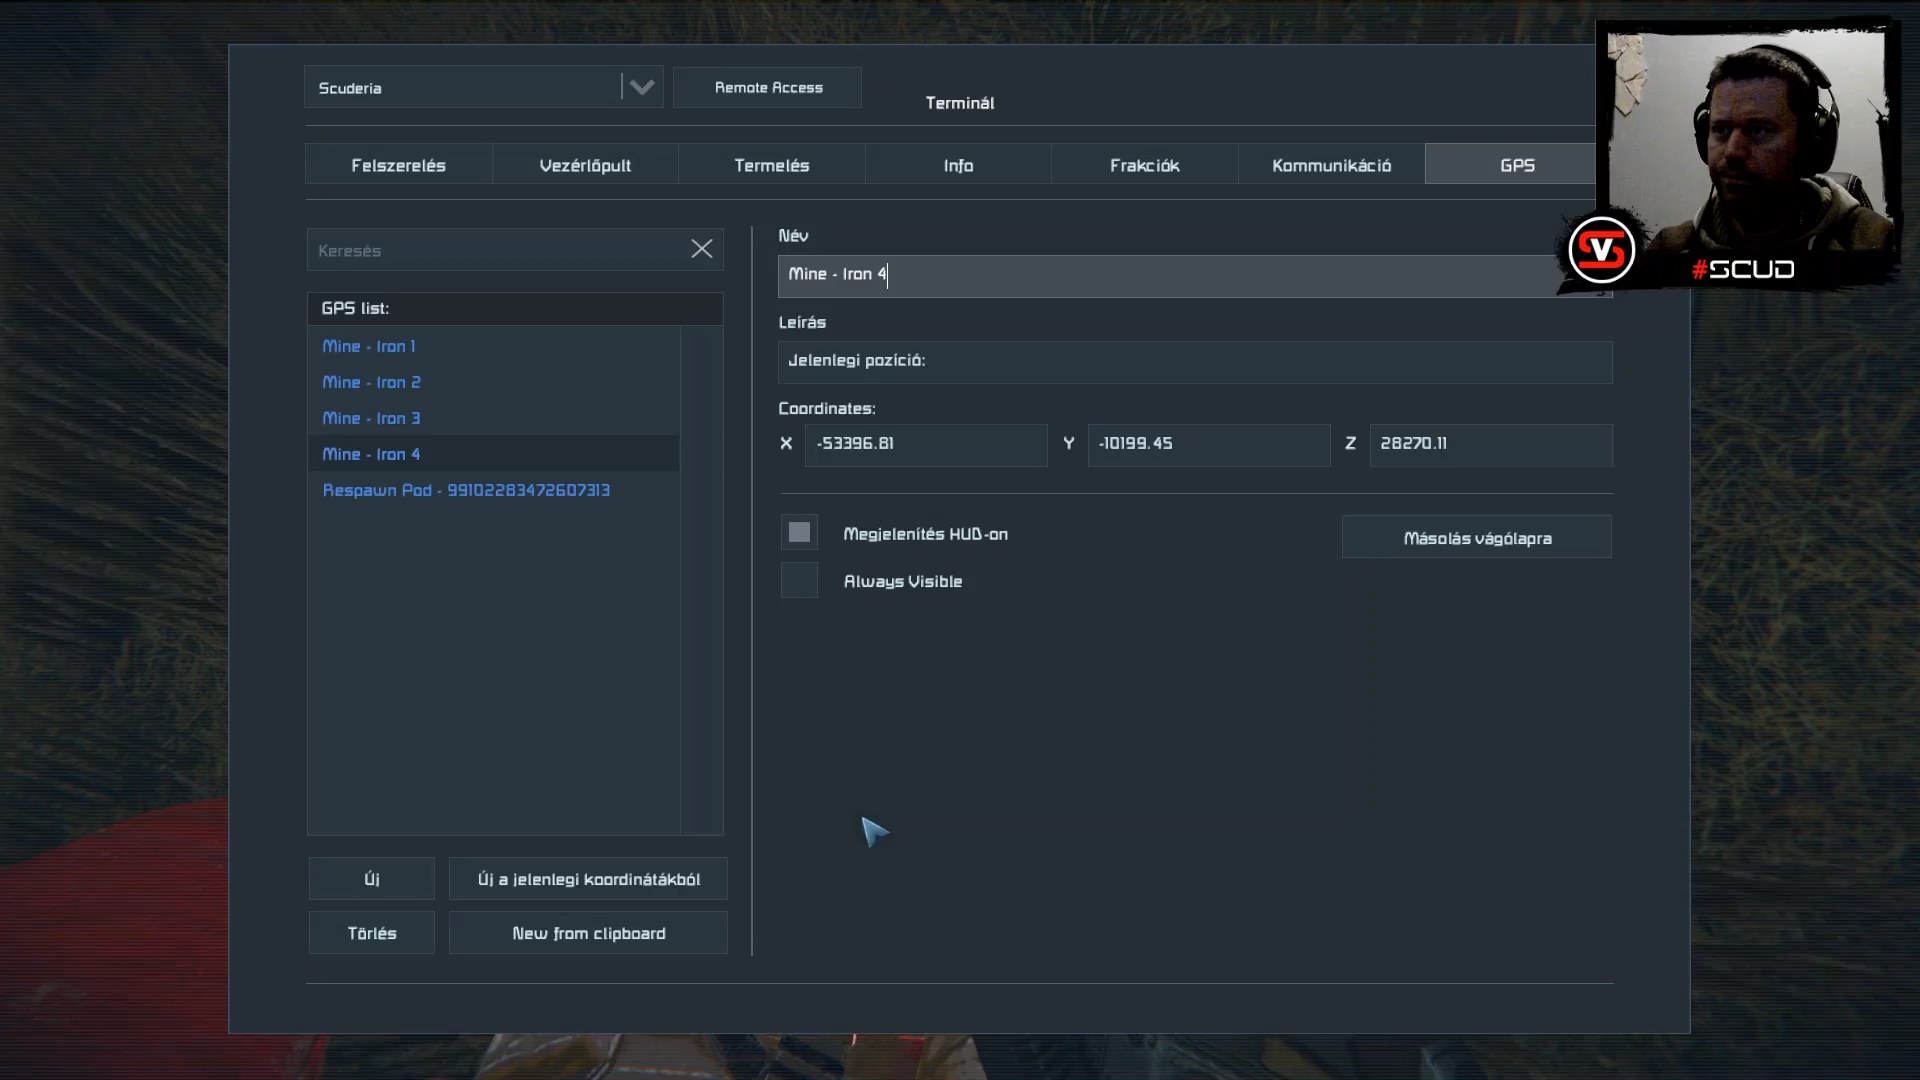 Scuderia
Remote Access
Terminál
Felszerelés
Vezérlőpult
Termelés
Info
Frakciók
Kommunikáció
GPS
Keresés
GPS list:
Mine - Iron 1
Mine - Iron 2
Mine - Iron 3
Mine - Iron 4
Respawn Pod - 99102283472607313
Új
Új a jelenlegi koordinátákból
Törlés
New from clipboard
Név
Mine - Iron 4
Leírás
Jelenlegi pozíció:
Coordinates:
X -53396.81 Y -10199.45 Z 28270.11
Megjelenítés HUD-on
Másolás vágólapra
Always Visible
#SCUD